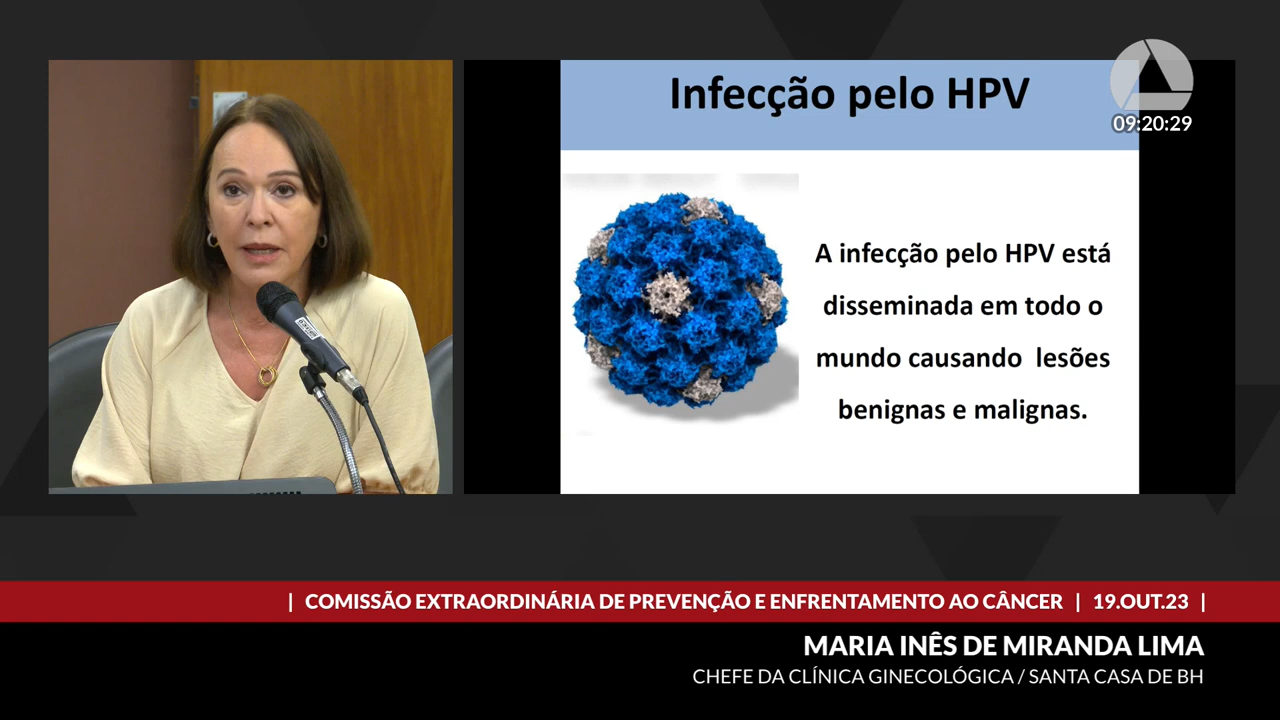 Infecção pelo HPV
09:20:29
A infecção pelo HPV está
disseminada em todo o
mundo causando lesões
benignas e malignas.
| COMISSÃO EXTRAORDINÁRIA DE PREVENÇÃO E ENFRENTAMENTO AO CÂNCER | 19.OUT.23 |
MARIA INÊS DE MIRANDA LIMA
CHEFE DA CLÍNICA GINECOLÓGICA / SANTA CASA DE BH